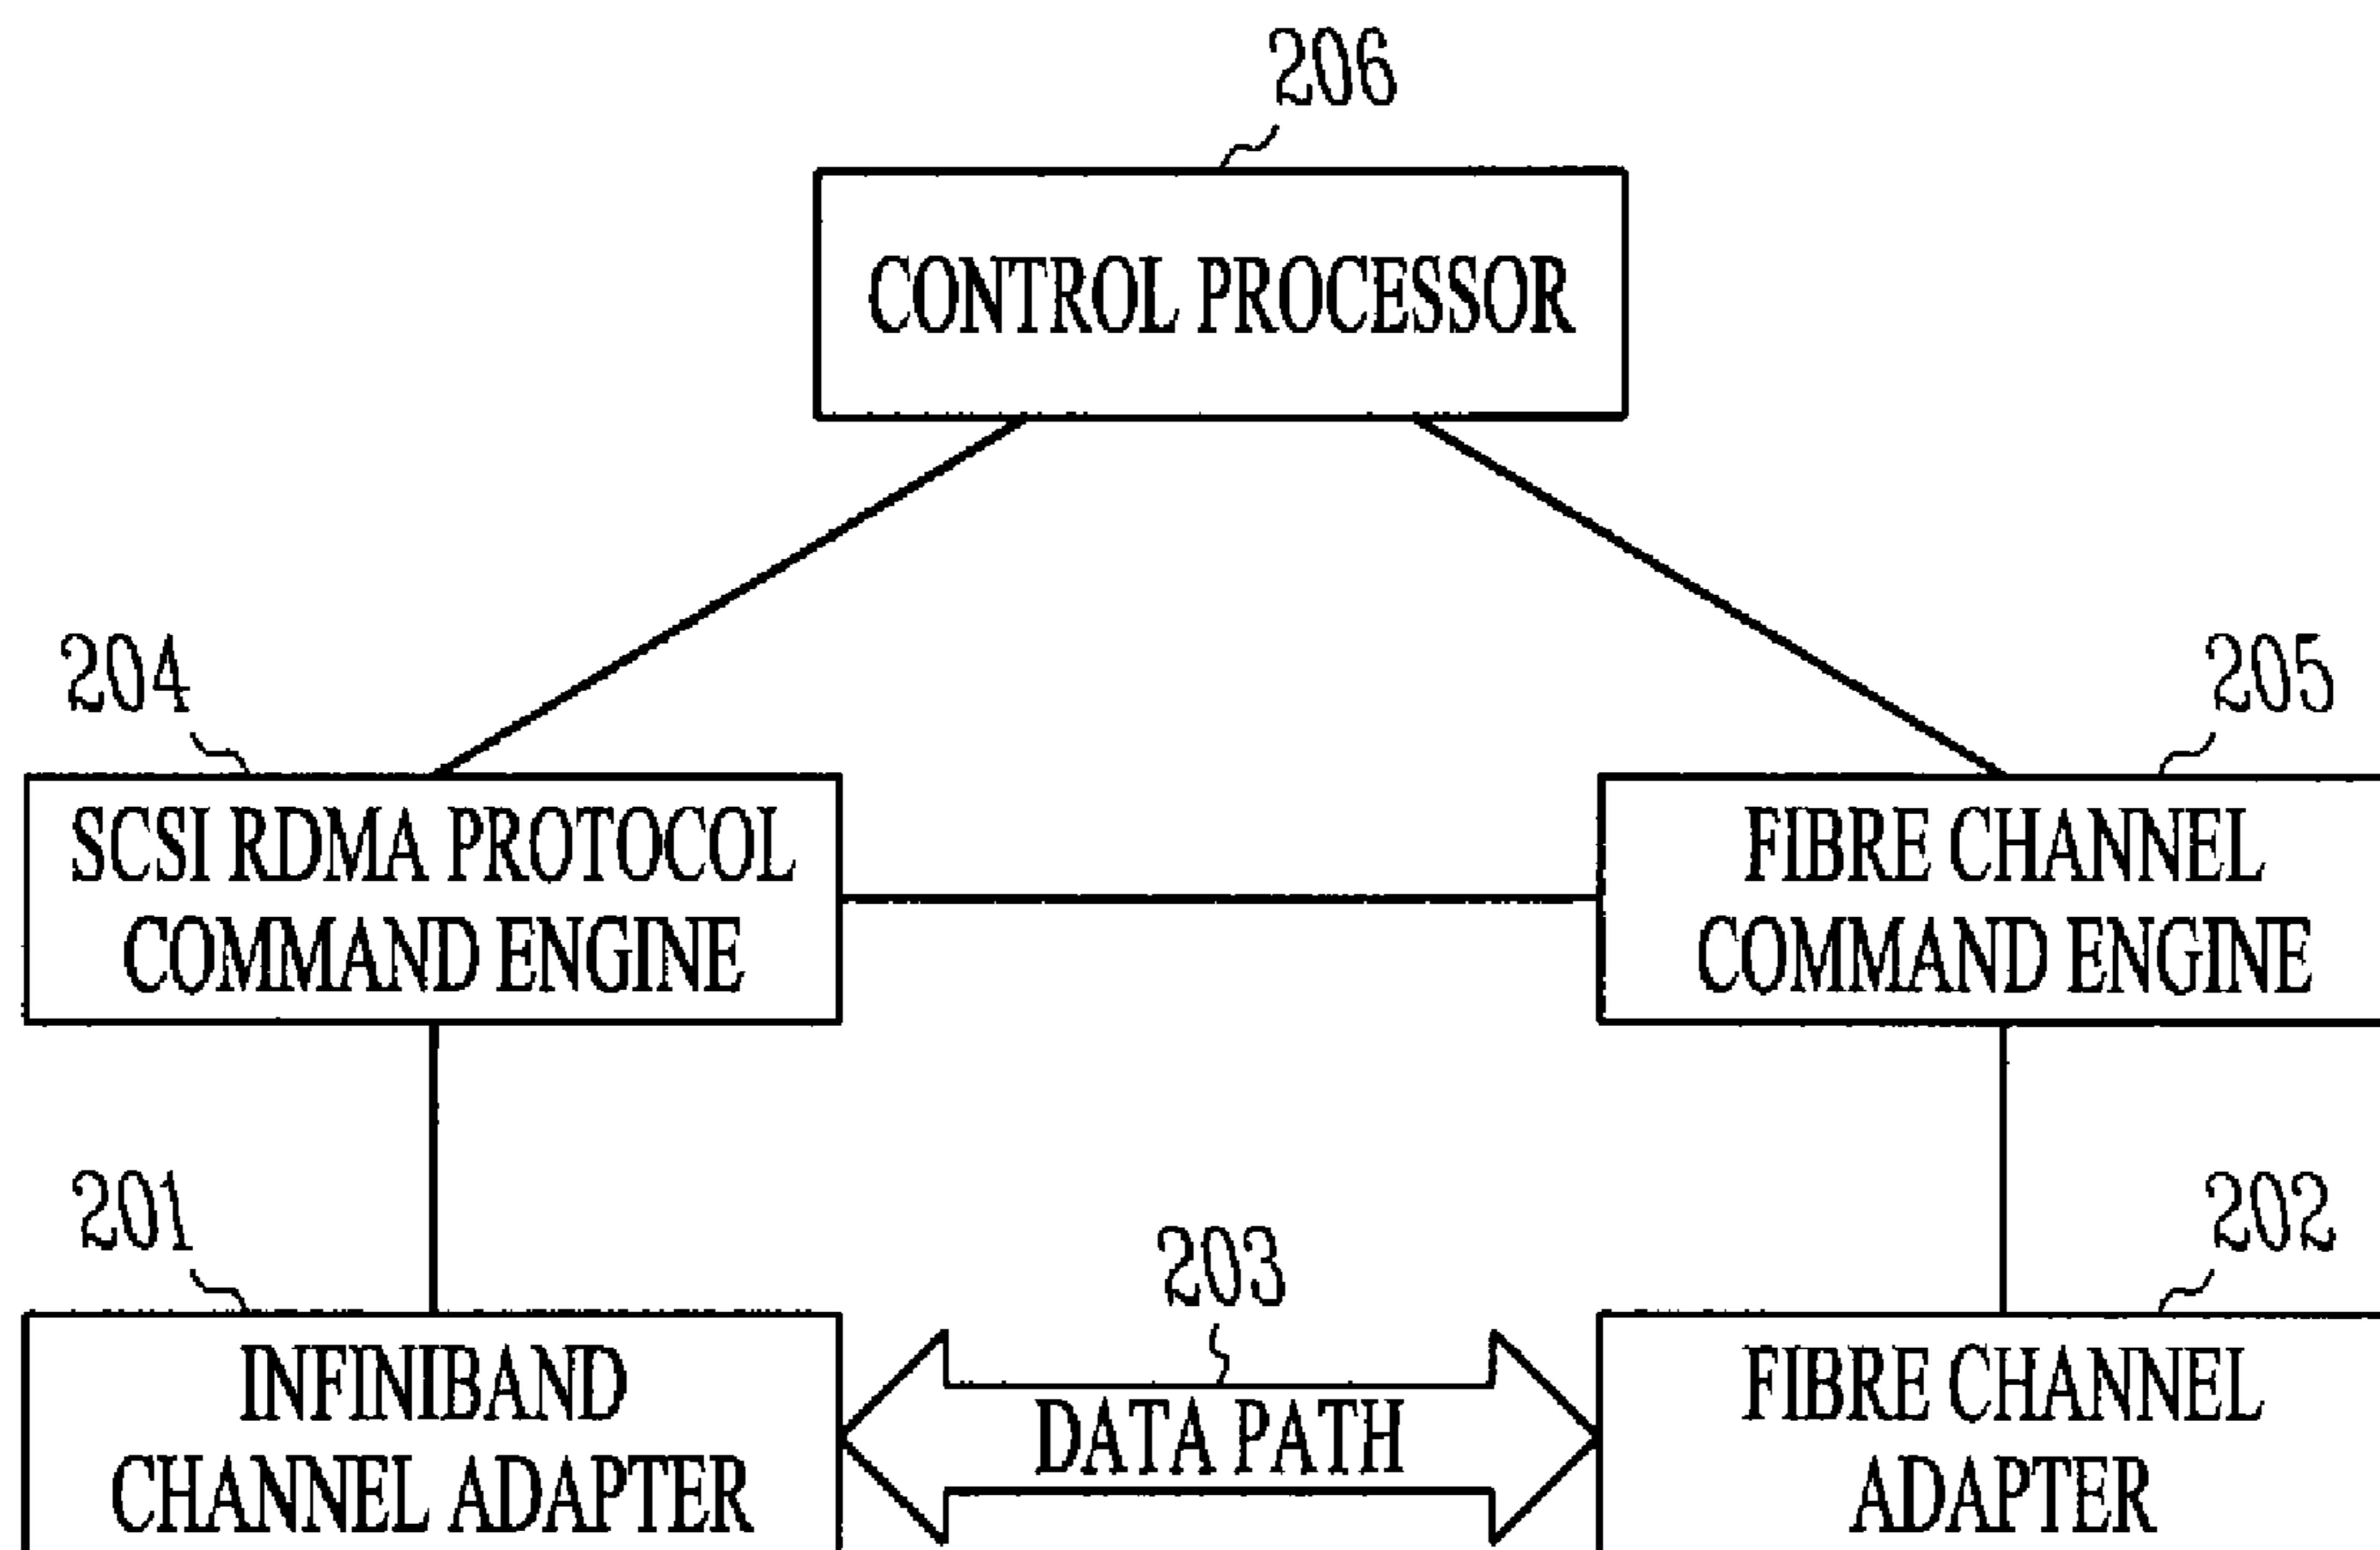 206
CONTROL PROCESSOR
204
205
SCSI RDMA PROTOCOL
COMMAND ENGINE
FIBRE CHANNEL
COMMAND ENGINE
201
203
202
INFINIBAND
CHANNEL ADAPTER
DATA PATH
FIBRE CHANNEL
ADAPTER